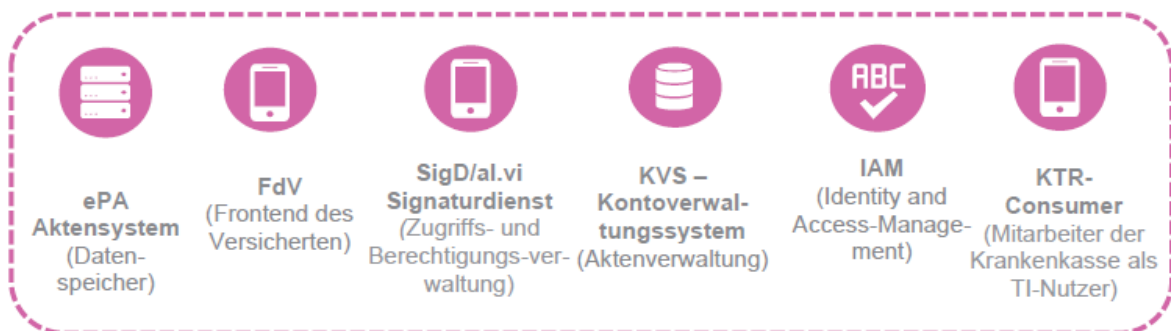 ABC
ePA
Aktensystem
(Daten-
speicher)
FdV
(Frontend des
Versicherten)
SigD/al.vi
Signaturdienst
(Zugriffs- und
Berechtigungs-ver-
waltung)
KVS –
Kontoverwal-
tungssystem
(Aktenverwaltung)
IAM
(Identity and
Access-Manage-
ment)
KTR-
Consumer
(Mitarbeiter der
Krankenkasse als
TI-Nutzer)